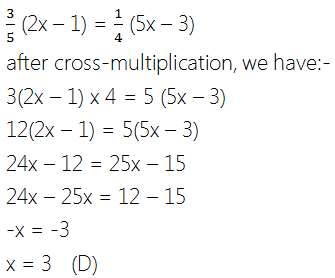 3/5 (2x – 1) = 1/4 (5x – 3)
after cross-multiplication, we have:-
3(2x – 1) x 4 = 5 (5x – 3)
12(2x – 1) = 5(5x – 3)
24x – 12 = 25x – 15
24x – 25x = 12 – 15
-x = -3
x = 3 (D)